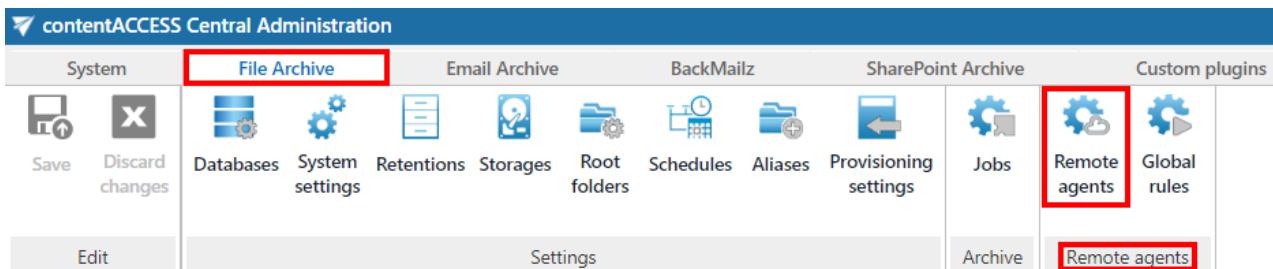 contentACCESS Central Administration
System File Archive Email Archive BackMailz SharePoint Archive Custom plugins
Save Discard changes Databases System settings Retentions Storages Root folders Schedules Aliases Provisioning settings Jobs Remote agents Global rules
Edit Settings Archive Remote agents